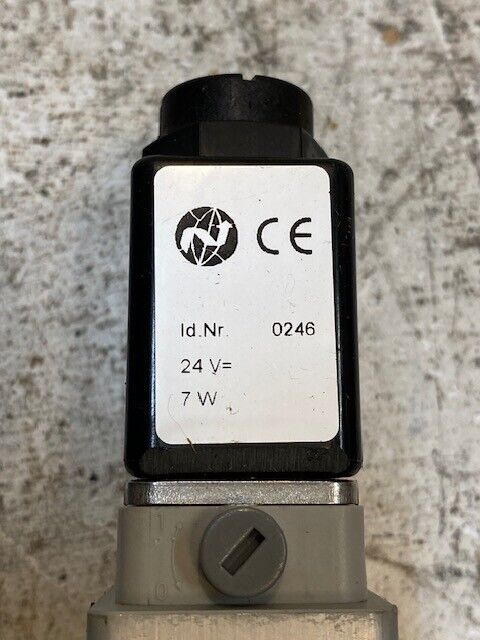 CE
Id.Nr. 0246
24 V=
7 W